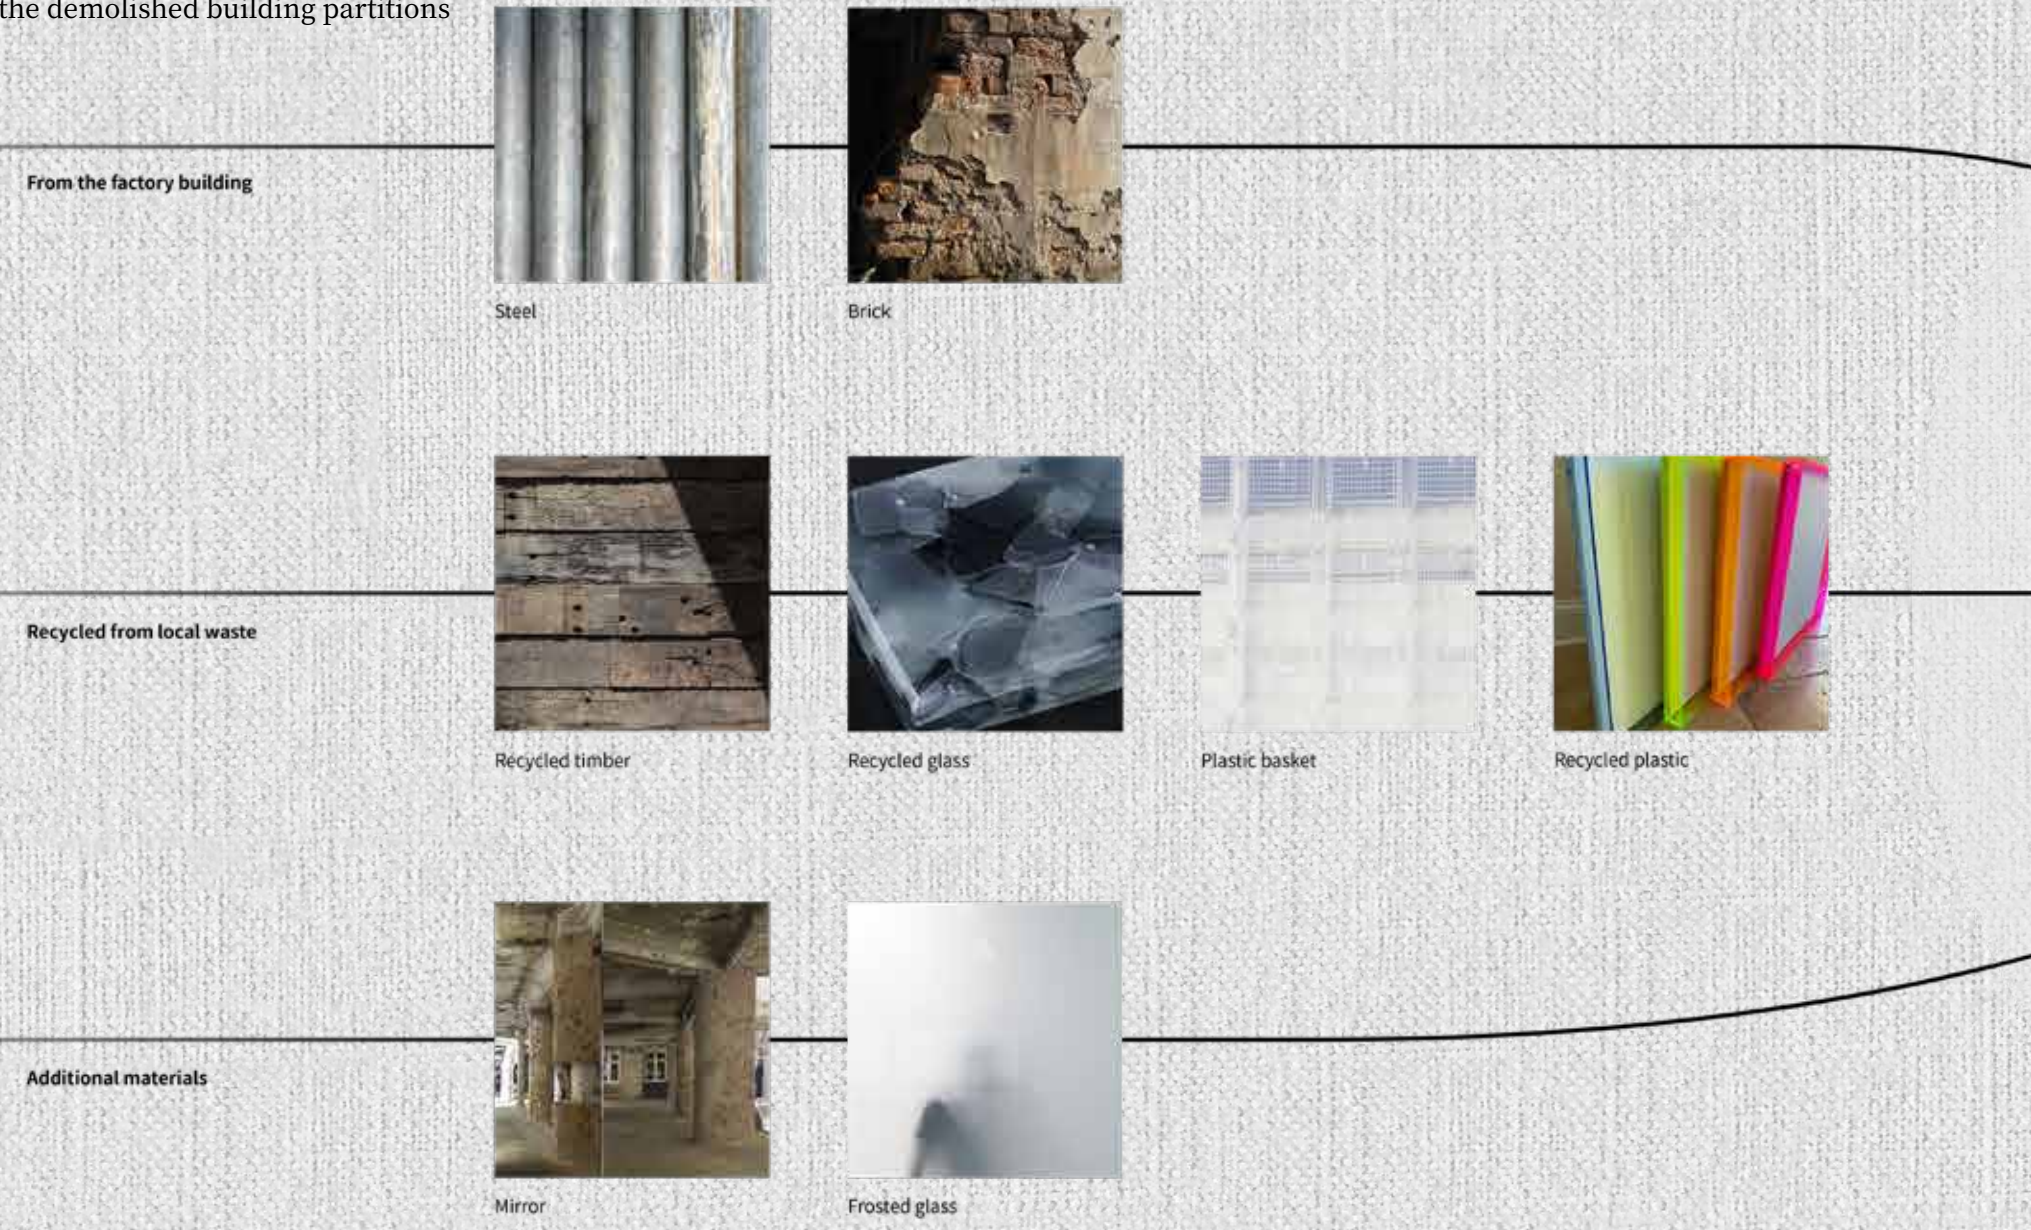 the demolished building partitions
From the factory building
Steel
Brick
Recycled from local waste
Recycled timber
Recycled glass
Plastic basket
Recycled plastic
Additional materials
Mirror
Frosted glass